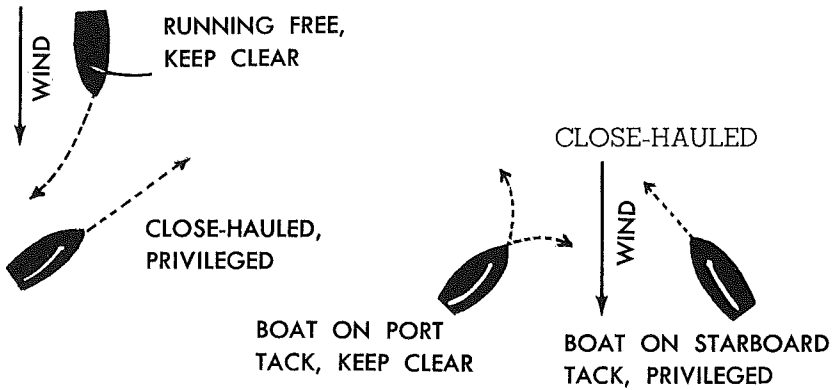 WIND
RUNNING FREE,
KEEP CLEAR
CLOSE-HAULED,
PRIVILEGED
CLOSE-HAULED
WIND
BOAT ON PORT
TACK, KEEP CLEAR
BOAT ON STARBOARD
TACK, PRIVILEGED